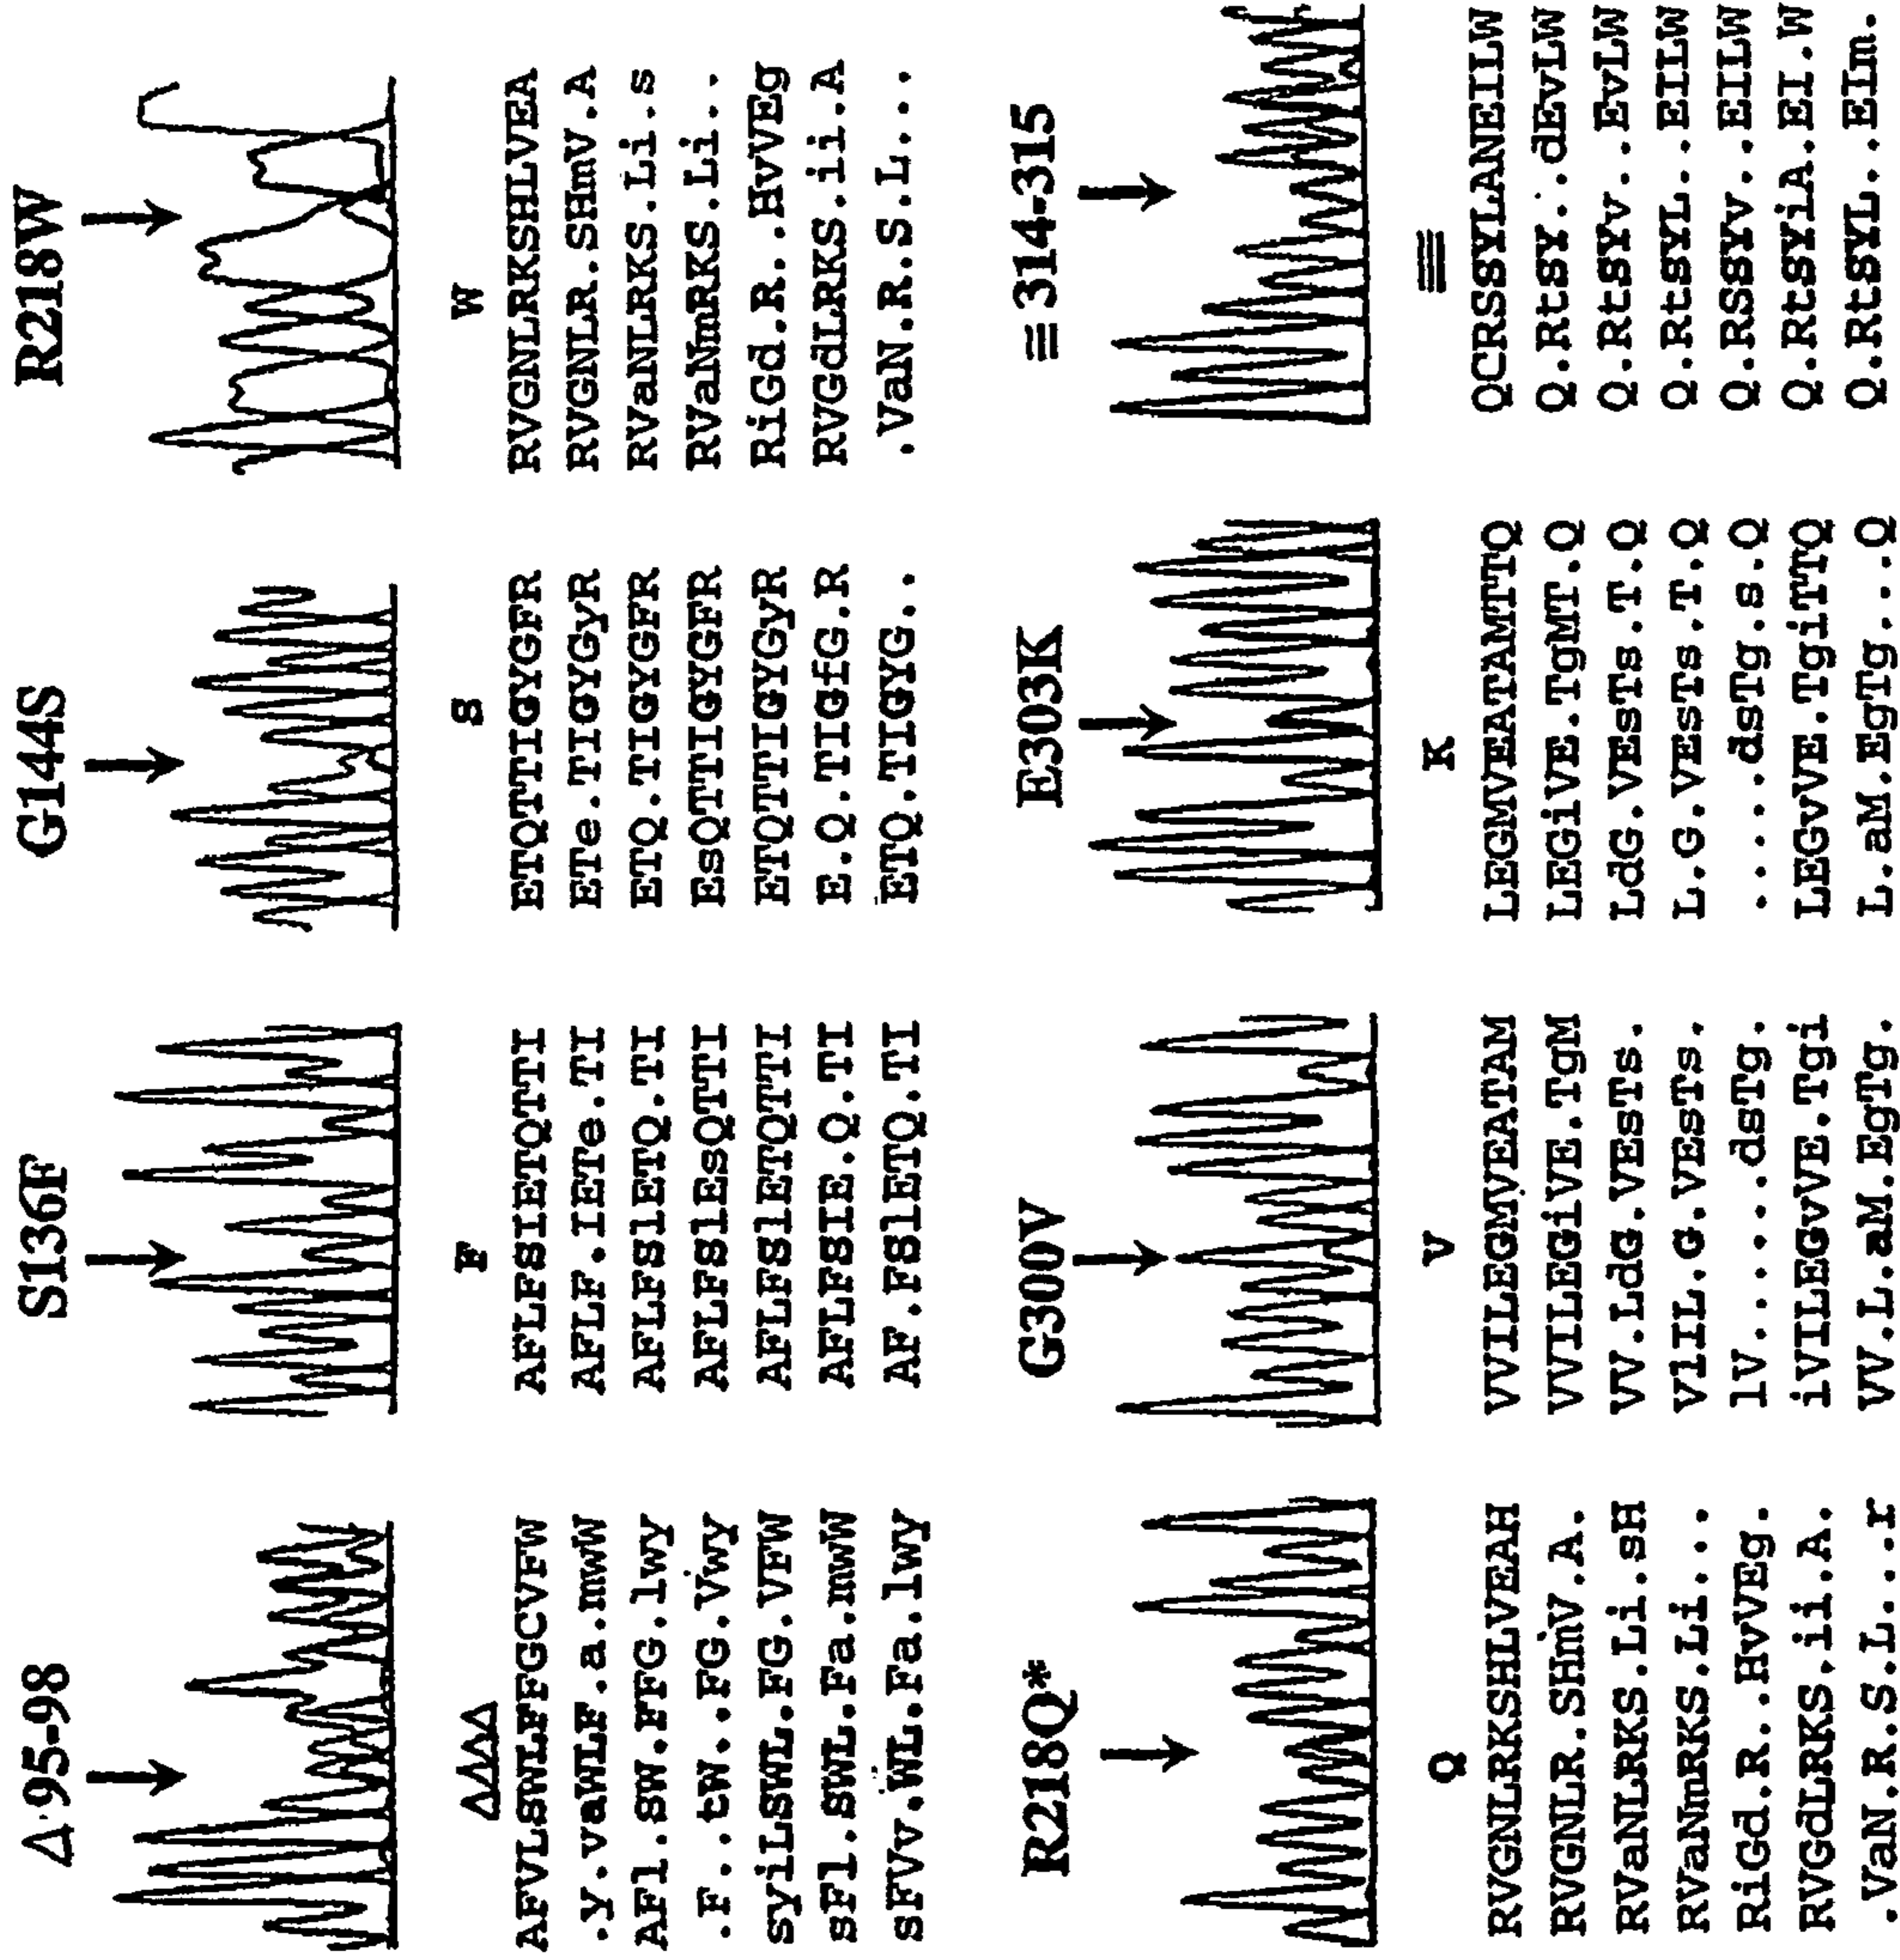 Δ95-98
ΔΔΔΔ
AFVLSWLFFGCVFW
.y.vaWLF.a.mwW
AFl.SW.FFG.lwy
.F..tW..FG.Vwy
syiLSWL.FG.VFW
sFl.SWL.Fa.mwW
sFVv.WL.Fa.lwy
S136F
F
AFLFSIETQTTI
AFLF.IETe.TI
AFLFSlETQ.TI
AFLFSlEsQTTI
AFLFSlETQTTI
AFLFSIE.Q.TI
AF.FSlETQ.TI
G144S
S
ETQTTIGYGFR
ETe.TIGYGyR
ETQ.TIGYGFR
EsQTTIGYGFR
ETQTTIGYGyR
E.Q.TIGfG.R
ETQ.TIGYG..
R218W
W
RVGNLRKSHLVEA
RVGNLR.SHmV.A
RVaNLRKS.Li.s
RVaNmRKS.Li..
RiGd.R..HvVEg
RVGdLRKS.ii.A
.VaN.R.S.L...
R218Q*
Q
RVGNLRKSHLVEAH
RVGNLR.SHmV.A.
RVaNLRKS.Li.sH
RVaNmRKS.Li...
RiGd.R..HvVEg.
RVGdLRKS.ii.A.
.VaN.R.S.L...r
G300V
V
VVILEGMVEATAM
VVILEGiVE.TgM
VV.LdG.VEsTs.
VlIL.G.VEsTs.
lV......dsTg.
iVILEGvVE.Tgi
VV.L.aM.EgTg.
E303K
K
LEGMVEATAMTTQ
LEGiVE.TgMT.Q
LdG.VEsTs.T.Q
L.G.VEsTs.T.Q
.....dsTg.s.Q
LEGvVE.TgiTTQ
L.aM.EgTg...Q
≡314-315
≡≡
QCRSSYLANEILW
Q.RtSY..dEvLW
Q.RtSYv..EvLW
Q.RtSYL..EILW
Q.RSSYv..EILW
Q.RtSYiA.EI.W
Q.RtSYL..EIm.